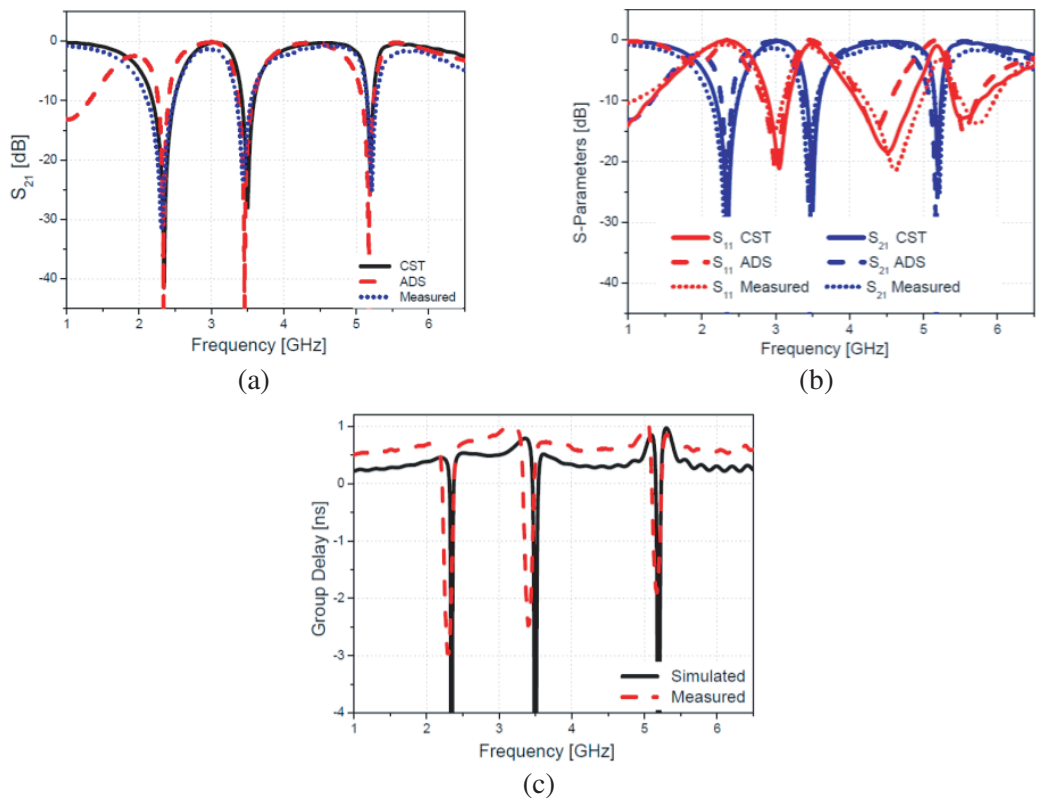 0
-10
-20
-30
-40
S21 [dB]
CST
ADS
Measured
1 2 3 4 5 6
Frequency [GHz]
(a)
0
-10
-20
-30
-40
S-Parameters [dB]
S11 CST
S11 ADS
S11 Measured
S21 CST
S21 ADS
S21 Measured
1 2 3 4 5 6
Frequency [GHz]
(b)
1
0
-1
-2
-3
-4
Group Delay [ns]
Simulated
Measured
1 2 3 4 5 6
Frequency [GHz]
(c)